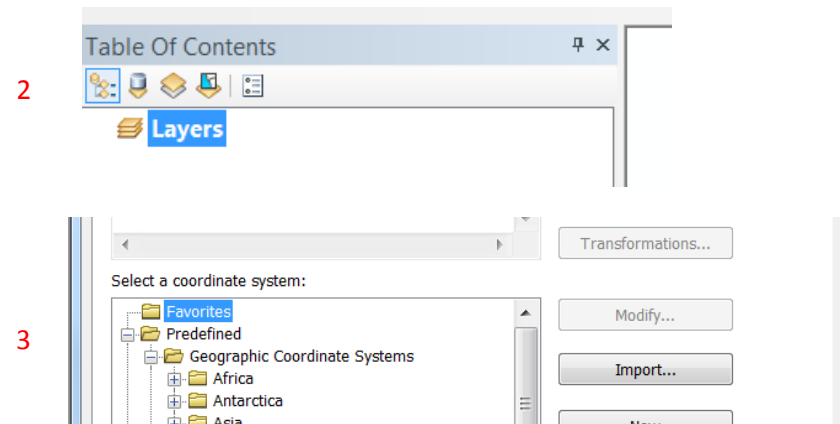 Table Of Contents
2
Layers
Transformations...
Select a coordinate system:
Favorites
Modify...
Predefined
3
Geographic Coordinate Systems
Import...
Africa
Antarctica
Asia